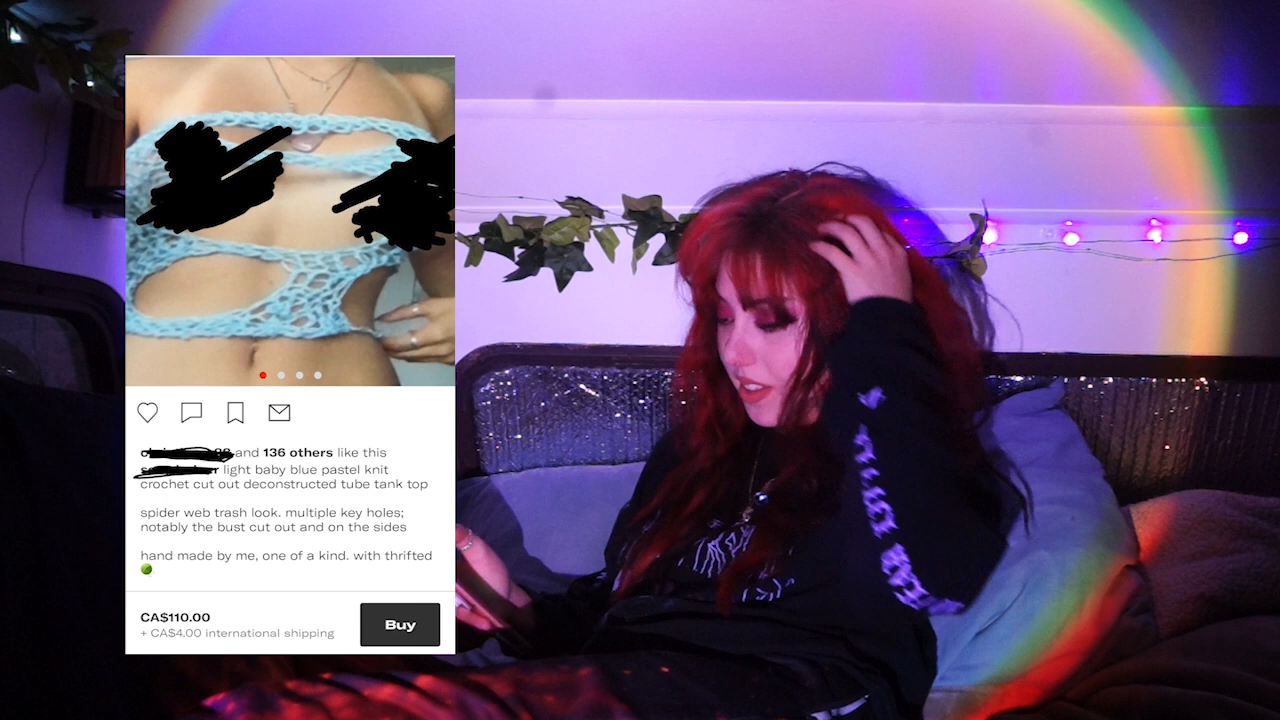 and 136 others like this
light baby blue pastel knit
crochet cut out deconstructed tube tank top
spider web trash look. multiple key holes;
notably the bust cut out and on the sides
hand made by me, one of a kind. with thrifted
CA$110.00
+ CA$4.00 international shipping
Buy